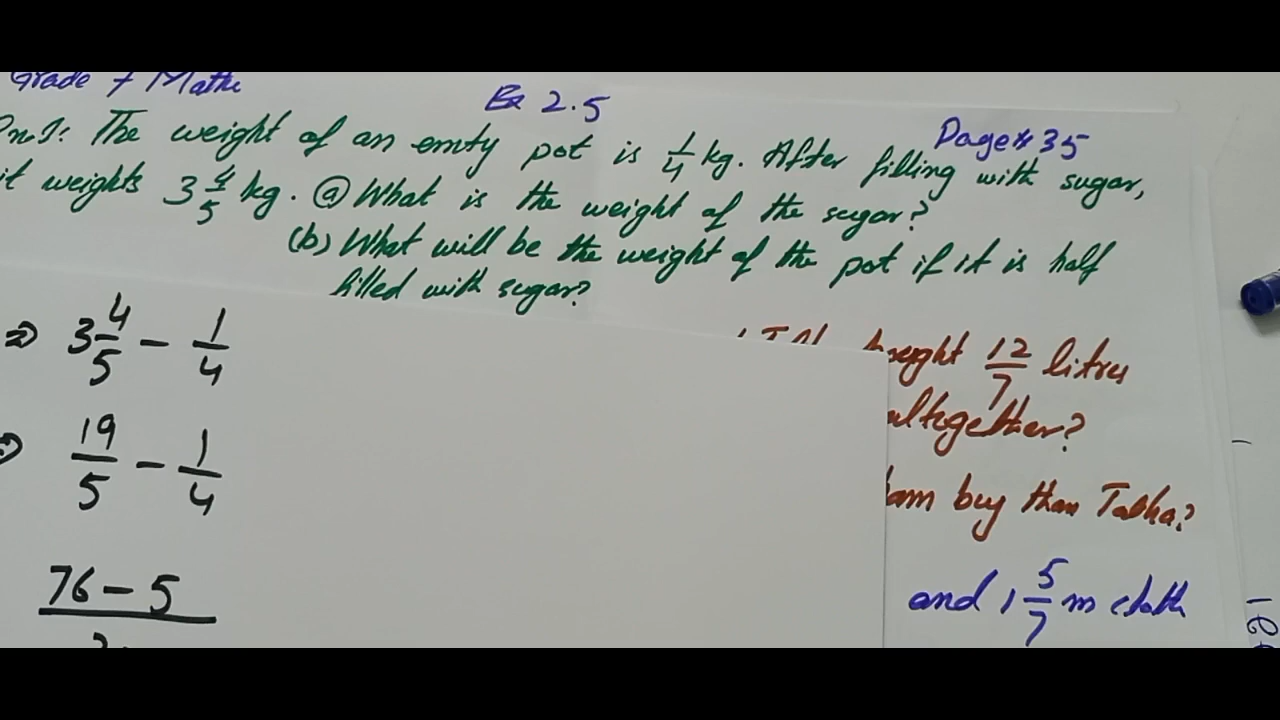 Grade 7 Maths
Ex 2.5
Page# 35
Qn1: The weight of an emty pot is 1/4 kg. After filling with sugar,
it weights 3 4/5 kg. (a) What is the weight of the sugar?
(b) What will be the weight of the pot if it is half
filled with sugar?
⇒ 3 4/5 - 1/4
⇒ 19/5 - 1/4
76 - 5
12/7 litres
altogether?
buy than Talha?
and 1 5/7 m cloth